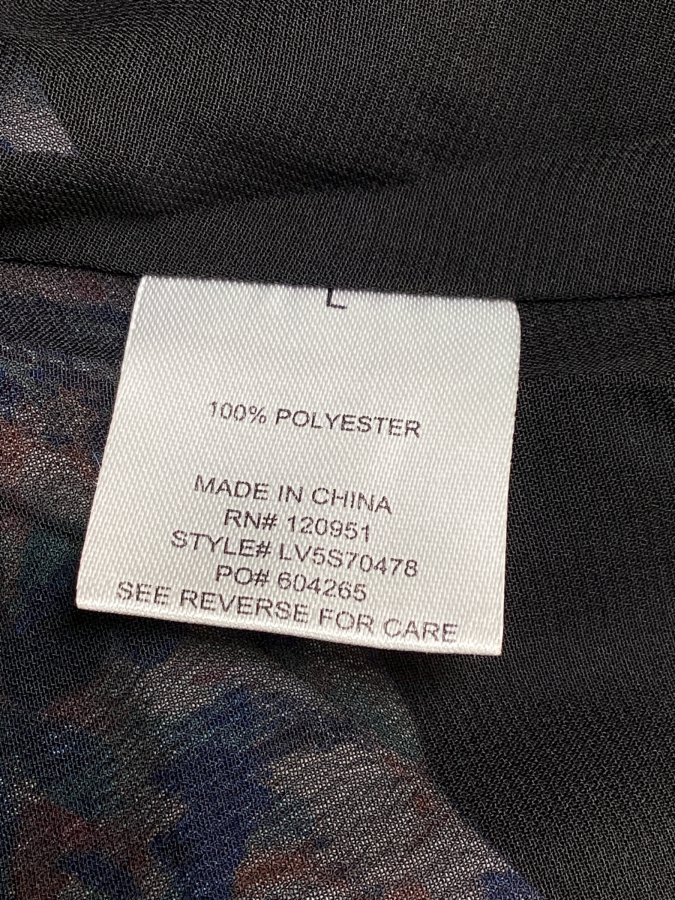 L
100% POLYESTER
MADE IN CHINA
RN# 120951
STYLE# LV5S70478
PO# 604265
SEE REVERSE FOR CARE